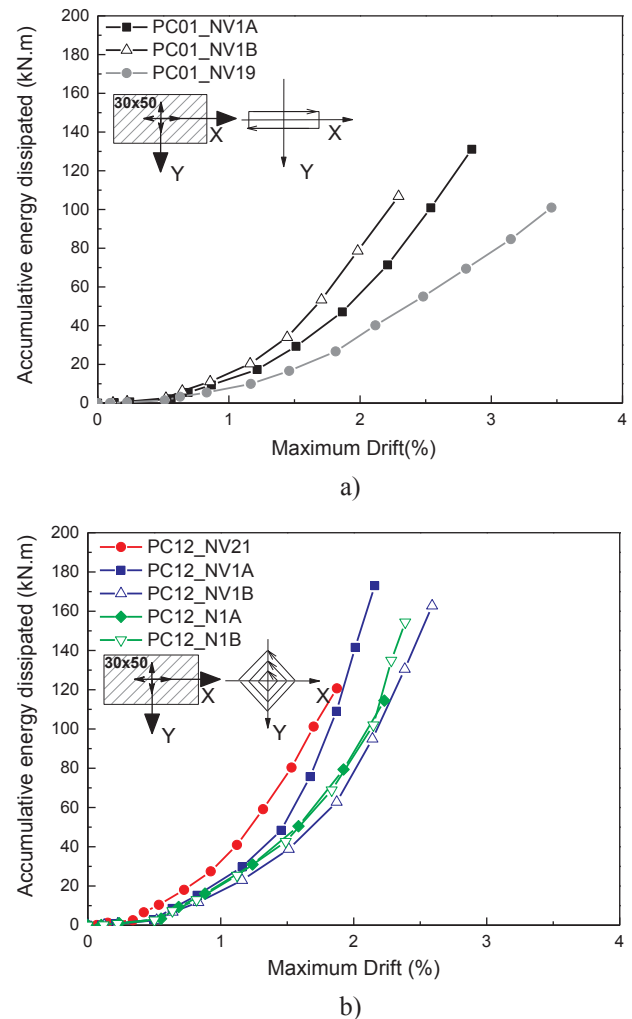 200
180
160
140
120
100
80
60
40
20
0
Accumulative energy dissipated (kN.m)
PC01_NV1A
PC01_NV1B
PC01_NV19
30x50
X
Y
X
Y
0 1 2 3 4
Maximum Drift(%)
a)
200
180
160
140
120
100
80
60
40
20
0
Accumulative energy dissipated (kN.m)
PC12_NV21
PC12_NV1A
PC12_NV1B
PC12_N1A
PC12_N1B
30x50
X
Y
X
Y
0 1 2 3 4
Maximum Drift (%)
b)